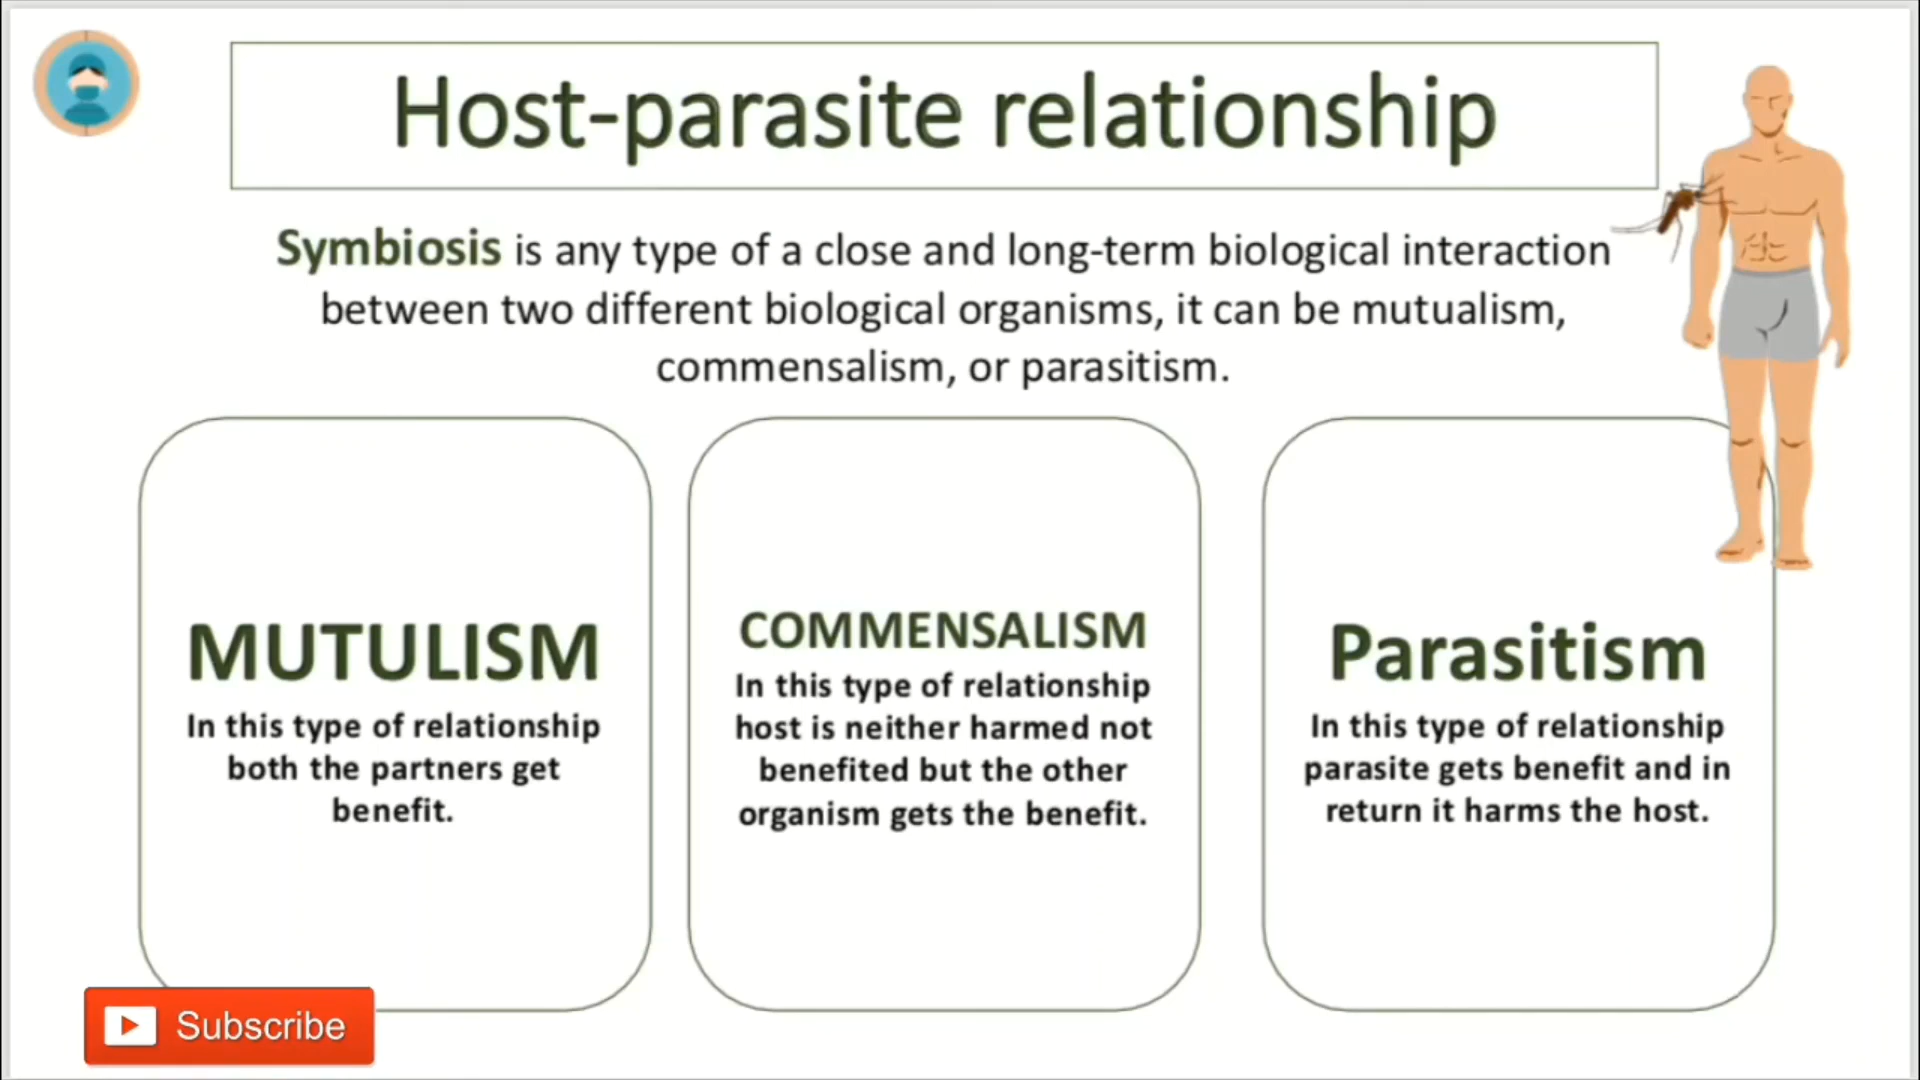 Host-parasite relationship
Symbiosis is any type of a close and long-term biological interaction
between two different biological organisms, it can be mutualism,
commensalism, or parasitism.
MUTULISM
In this type of relationship
both the partners get
benefit.
COMMENSALISM
In this type of relationship
host is neither harmed not
benefited but the other
organism gets the benefit.
Parasitism
In this type of relationship
parasite gets benefit and in
return it harms the host.
Subscribe